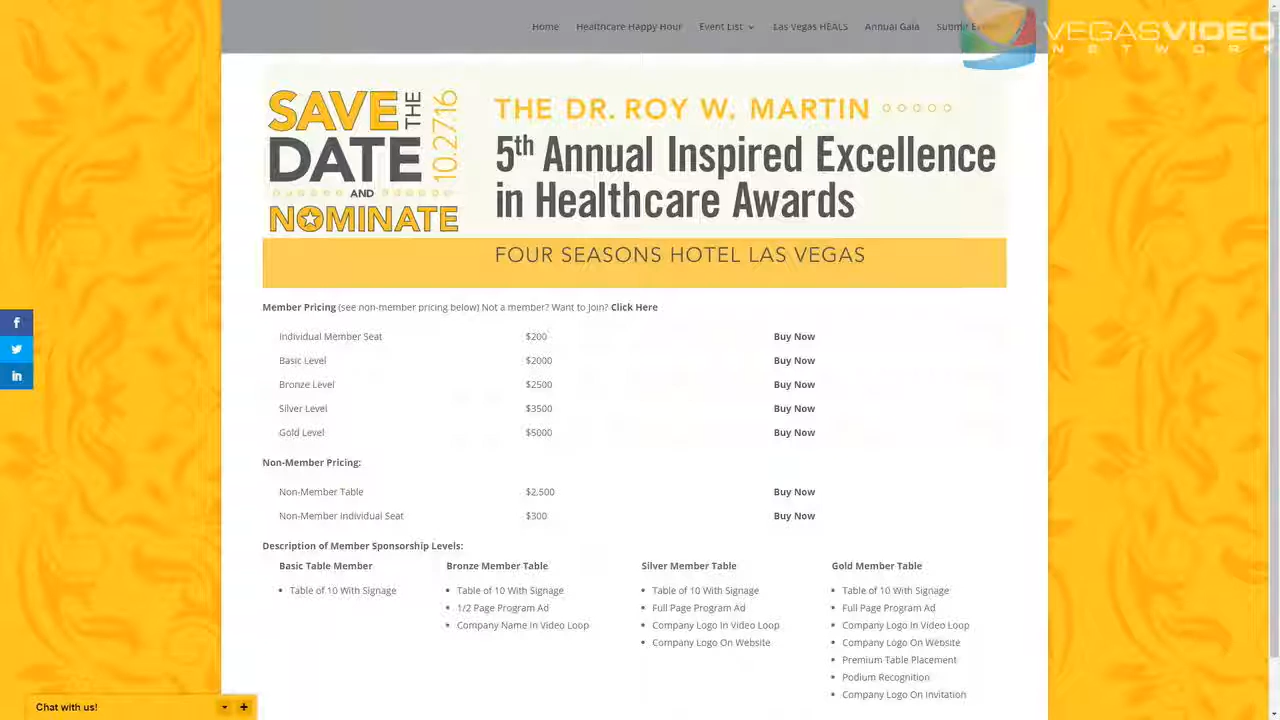 Home Healthcare Happy Hour Event List Las Vegas HEALS Annual Gala Submit
VEGASVIDEO
NETWORK
SAVE THE
DATE
10.27.16
AND
NOMINATE
THE DR. ROY W. MARTIN
5th Annual Inspired Excellence
in Healthcare Awards
FOUR SEASONS HOTEL LAS VEGAS
Member Pricing (see non-member pricing below) Not a member? Want to Join? Click Here
Individual Member Seat $200 Buy Now
Basic Level $2000 Buy Now
Bronze Level $2500 Buy Now
Silver Level $3500 Buy Now
Gold Level $5000 Buy Now
Non-Member Pricing:
Non-Member Table $2,500 Buy Now
Non-Member Individual Seat $300 Buy Now
Description of Member Sponsorship Levels:
Basic Table Member
Table of 10 With Signage
Bronze Member Table
Table of 10 With Signage
1/2 Page Program Ad
Company Name In Video Loop
Silver Member Table
Table of 10 With Signage
Full Page Program Ad
Company Logo In Video Loop
Company Logo On Website
Gold Member Table
Table of 10 With Signage
Full Page Program Ad
Company Logo In Video Loop
Company Logo On Website
Premium Table Placement
Podium Recognition
Company Logo On Invitation
Chat with us!